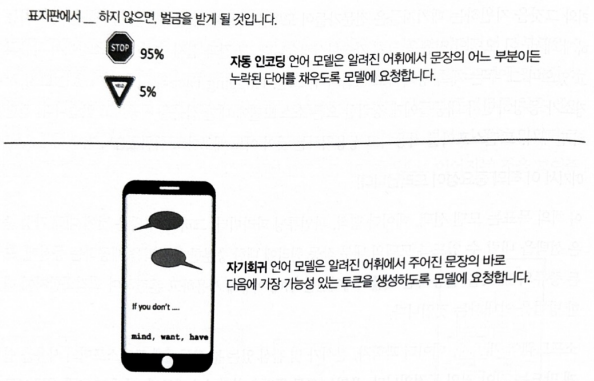 표지판에서 __ 하지 않으면, 벌금을 받게 될 것입니다.
STOP
95%
자동 인코딩 언어 모델은 알려진 어휘에서 문장의 어느 부분이든
누락된 단어를 채우도록 모델에 요청합니다.
5%
자기회귀 언어 모델은 알려진 어휘에서 주어진 문장의 바로
다음에 가장 가능성 있는 토큰을 생성하도록 모델에 요청합니다.
If you don't ....
mind, want, have